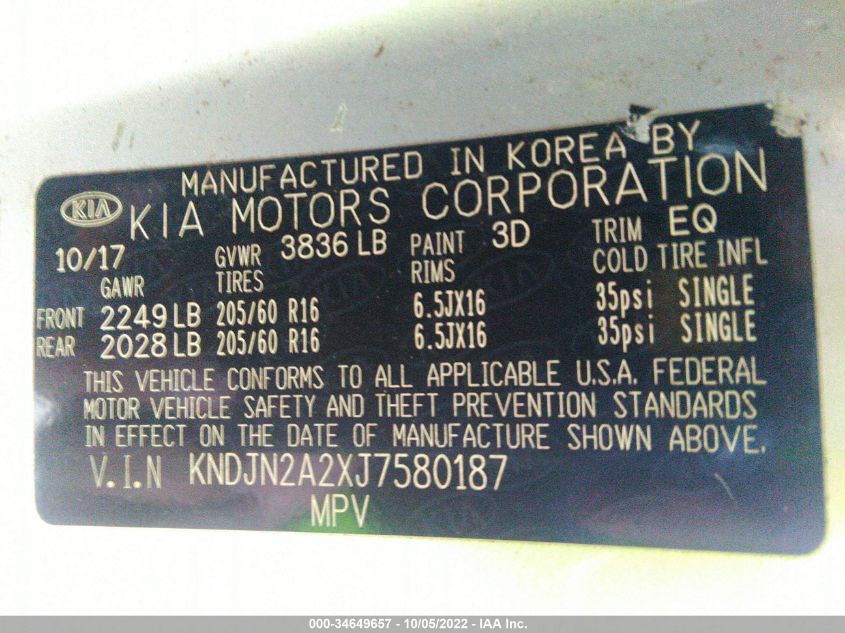 MANUFACTURED IN KOREA BY
KIA KIA MOTORS CORPORATION
10/17 GVWR 3836 LB PAINT 3D TRIM EQ
GAWR TIRES RIMS COLD TIRE INFL
FRONT 2249 LB 205/60 R16 6.5JX16 35psi SINGLE
REAR 2028 LB 205/60 R16 6.5JX16 35psi SINGLE
THIS VEHICLE CONFORMS TO ALL APPLICABLE U.S.A. FEDERAL
MOTOR VEHICLE SAFETY AND THEFT PREVENTION STANDARDS
IN EFFECT ON THE DATE OF MANUFACTURE SHOWN ABOVE.
V.I.N KNDJN2A2XJ7580187
MPV
000-34649657 - 10/05/2022 - IAA Inc.